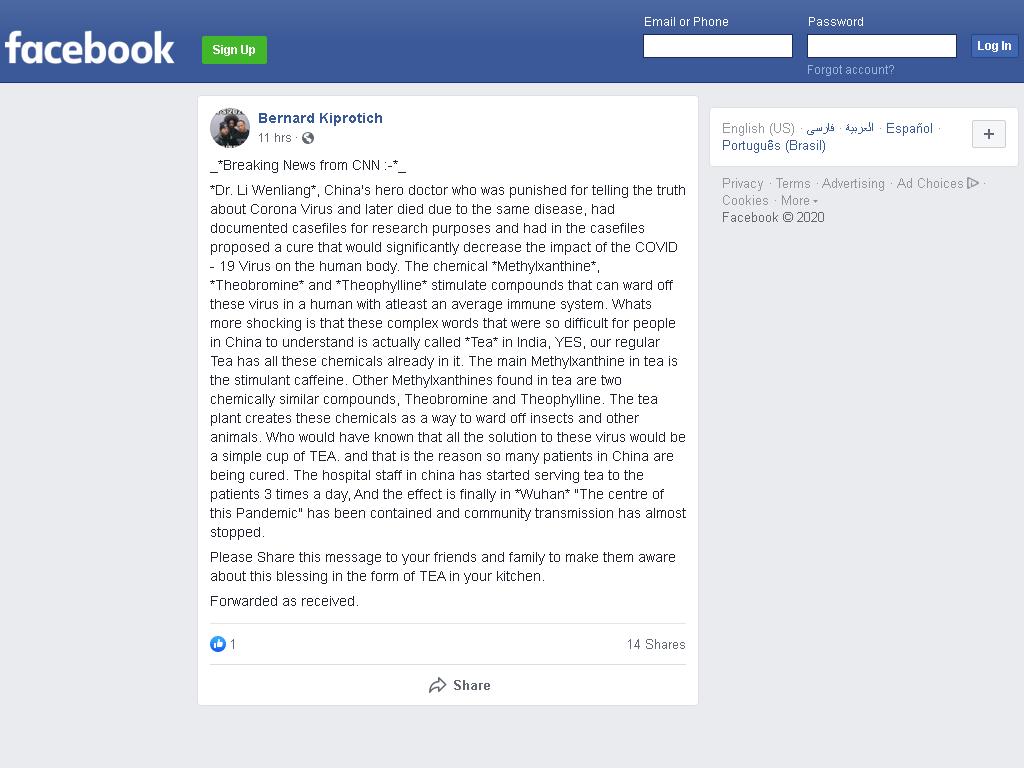 facebook
Sign Up
Email or Phone
Password
Log In
Forgot account?
Bernard Kiprotich
11 hrs ·
_*Breaking News from CNN :-*_
*Dr. Li Wenliang*, China's hero doctor who was punished for telling the truth
about Corona Virus and later died due to the same disease, had
documented casefiles for research purposes and had in the casefiles
proposed a cure that would significantly decrease the impact of the COVID
- 19 Virus on the human body. The chemical *Methylxanthine*,
*Theobromine* and *Theophylline* stimulate compounds that can ward off
these virus in a human with atleast an average immune system. Whats
more shocking is that these complex words that were so difficult for people
in China to understand is actually called *Tea* in India, YES, our regular
Tea has all these chemicals already in it. The main Methylxanthine in tea is
the stimulant caffeine. Other Methylxanthines found in tea are two
chemically similar compounds, Theobromine and Theophylline. The tea
plant creates these chemicals as a way to ward off insects and other
animals. Who would have known that all the solution to these virus would be
a simple cup of TEA. and that is the reason so many patients in China are
being cured. The hospital staff in china has started serving tea to the
patients 3 times a day, And the effect is finally in *Wuhan* "The centre of
this Pandemic" has been contained and community transmission has almost
stopped.
Please Share this message to your friends and family to make them aware
about this blessing in the form of TEA in your kitchen.
Forwarded as received.
1
14 Shares
Share
English (US) · فارسی · العربية · Español ·
Português (Brasil)
+
Privacy · Terms · Advertising · Ad Choices ·
Cookies · More
Facebook © 2020